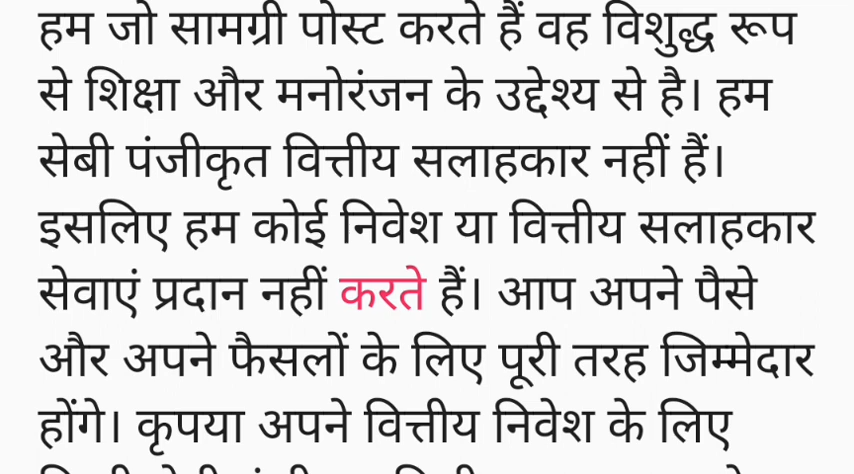 हम जो सामग्री पोस्ट करते हैं वह विशुद्ध रूप
से शिक्षा और मनोरंजन के उद्देश्य से है। हम
सेबी पंजीकृत वित्तीय सलाहकार नहीं हैं।
इसलिए हम कोई निवेश या वित्तीय सलाहकार
सेवाएं प्रदान नहीं करते हैं। आप अपने पैसे
और अपने फैसलों के लिए पूरी तरह जिम्मेदार
होंगे। कृपया अपने वित्तीय निवेश के लिए